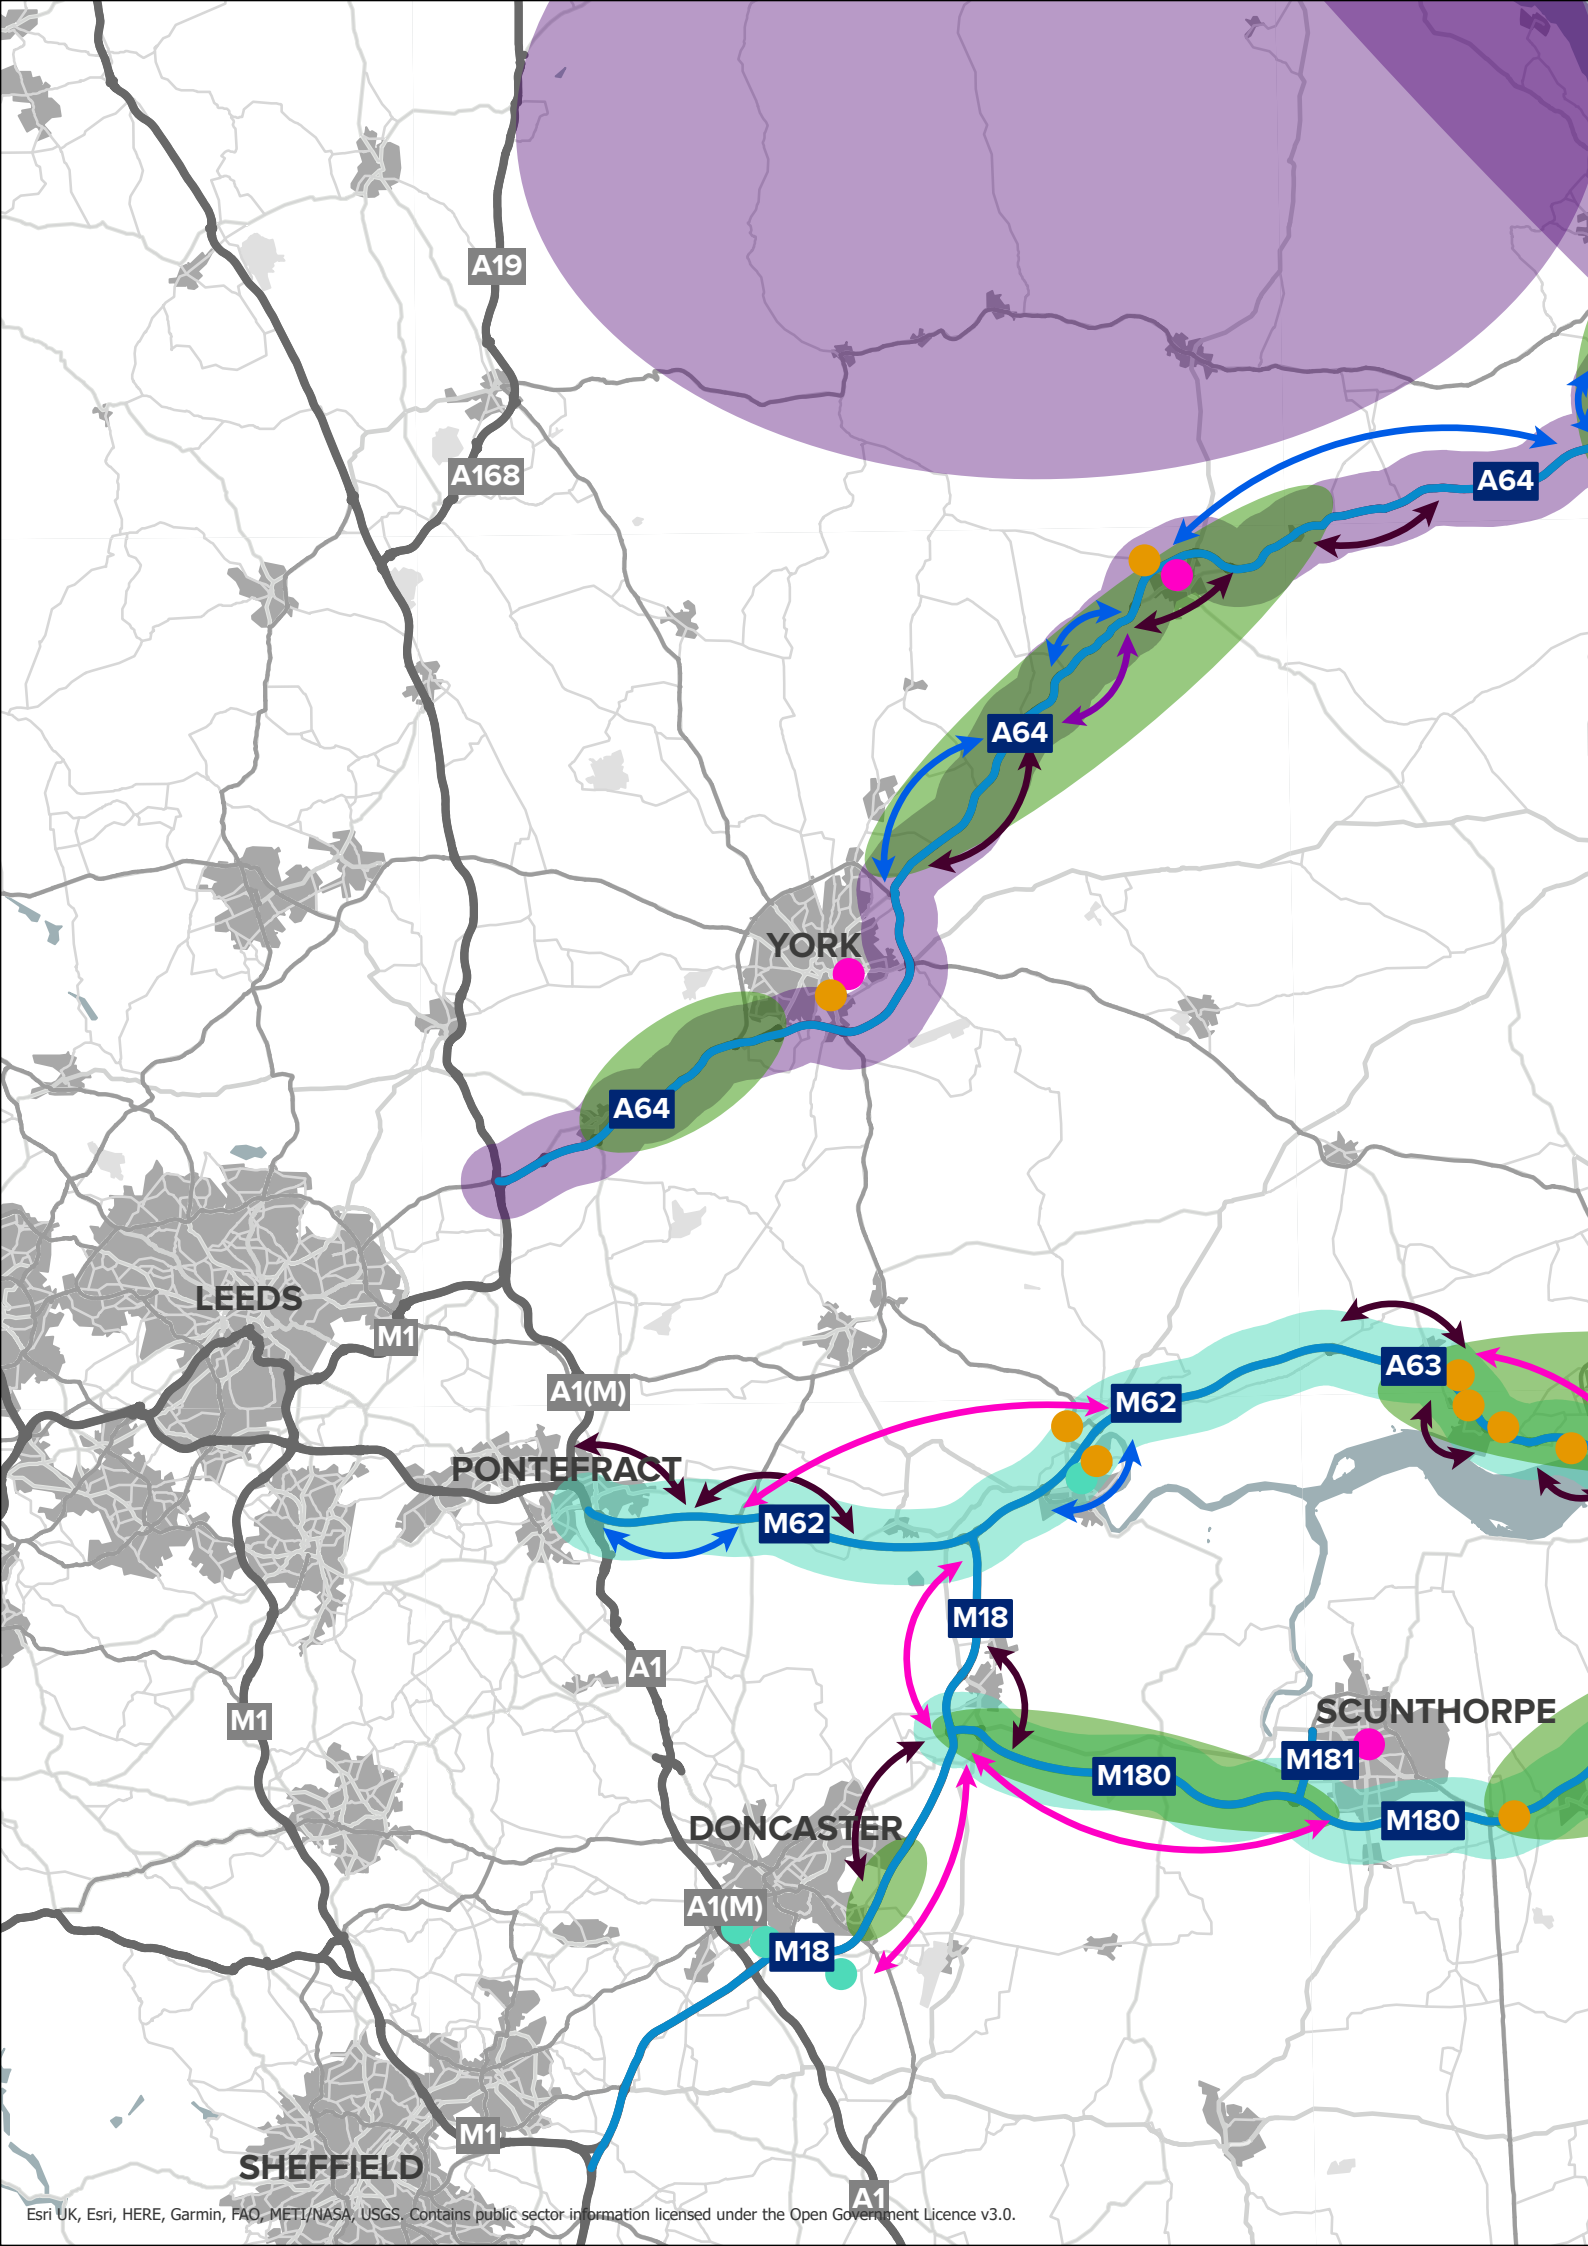 A19
A168
A64
A64
YORK
A64
LEEDS
M1
A1(M)
A63
M62
PONTEFRACT
M62
M18
A1
SCUNTHORPE
M1
M181
M180
M180
DONCASTER
A1(M)
M18
M1
SHEFFIELD
A1
Esri UK, Esri, HERE, Garmin, FAO, METI/NASA, USGS. Contains public sector information licensed under the Open Government Licence v3.0.